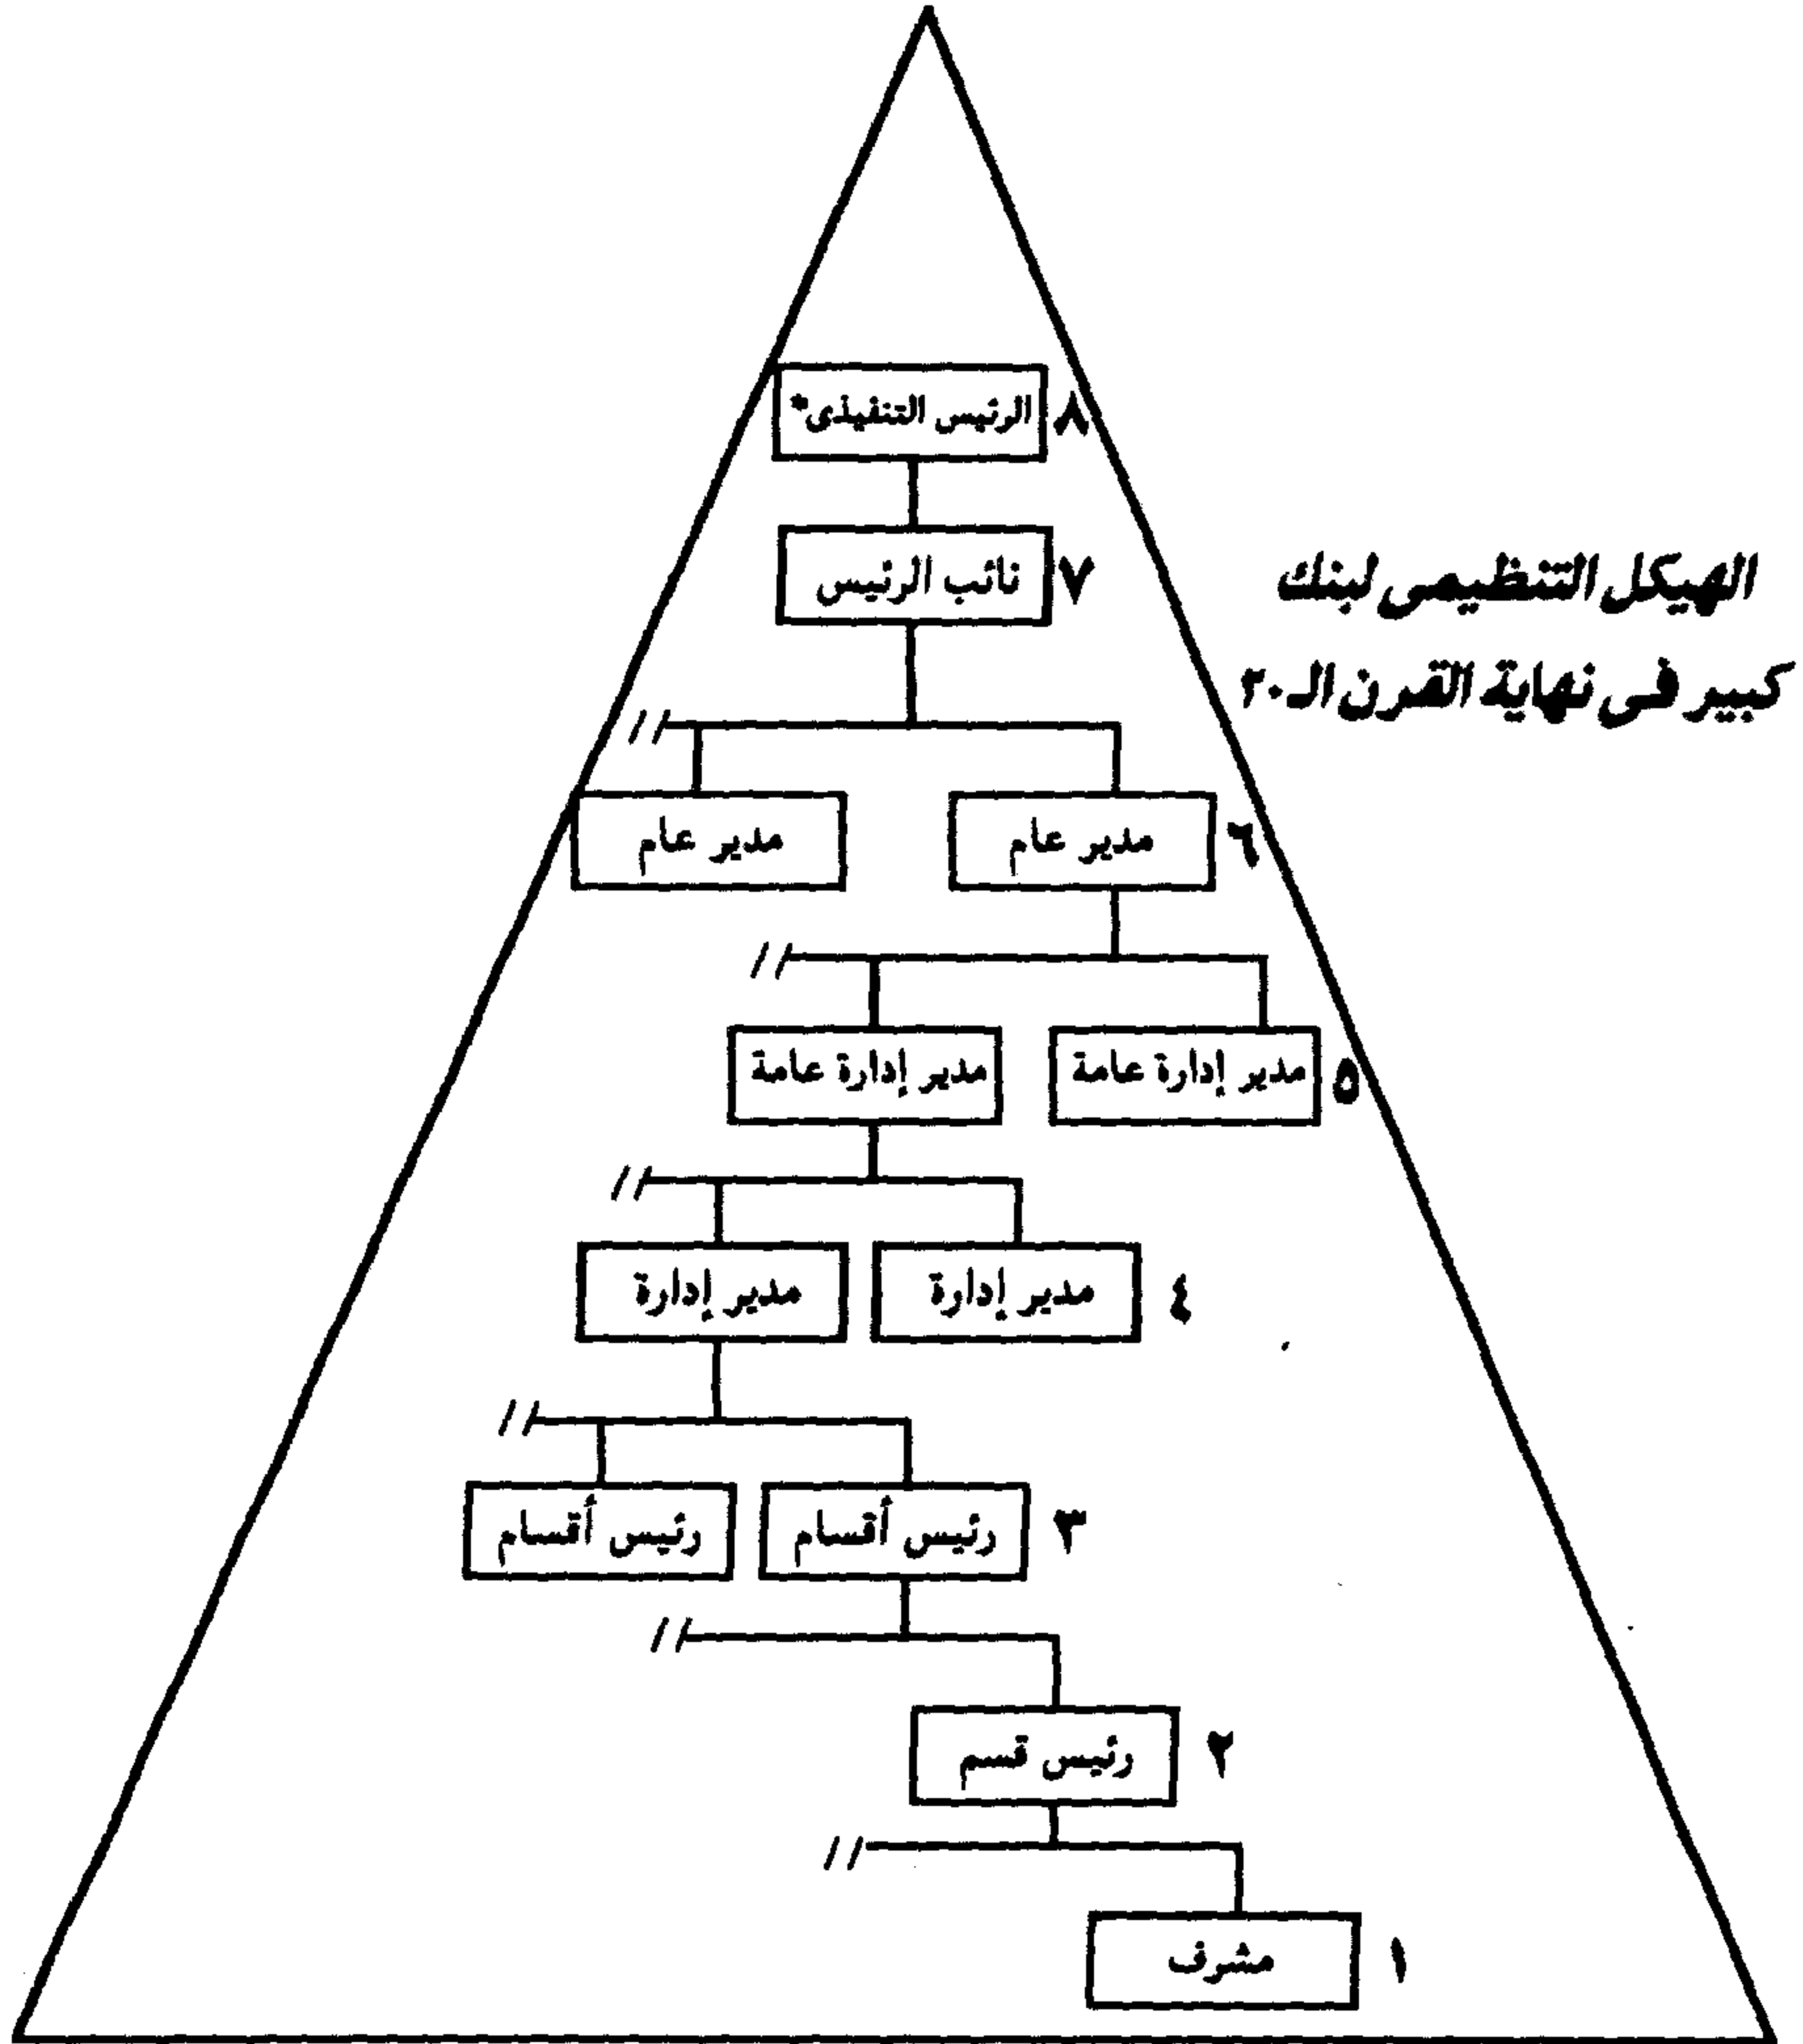 الرئيس التنفيذى* ٨
نائب الرئيس ٧
الهيكل التنظيمى لبنك
كبير فى نهاية القرن الـ ٢٠
مدير عام مدير عام ٦
مدير إدارة عامة مدير إدارة عامة ٥
مدير إدارة مدير إدارة ٤
رئيس أقسام رئيس أقسام ٣
رئيس قسم ٢
مشرف ١